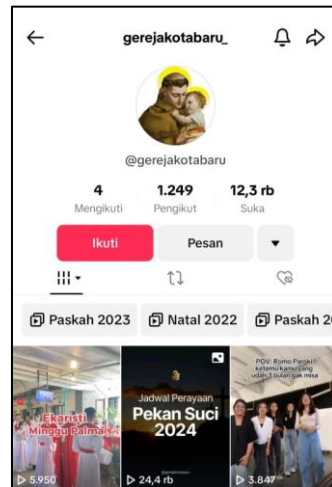 gerejakotabaru_
@gerejakotabaru
4 1.249 12,3 rb
Mengikuti Pengikut Suka
Ikuti Pesan
Paskah 2023 Natal 2022 Paskah 2
Ekaristi
Minggu Palma
5.950
Jadwal Perayaan
Pekan Suci
2024
24,4 rb
POV: Romo Paroki
ketemu kamu yang
udah 3 bulan gak misa
3.847